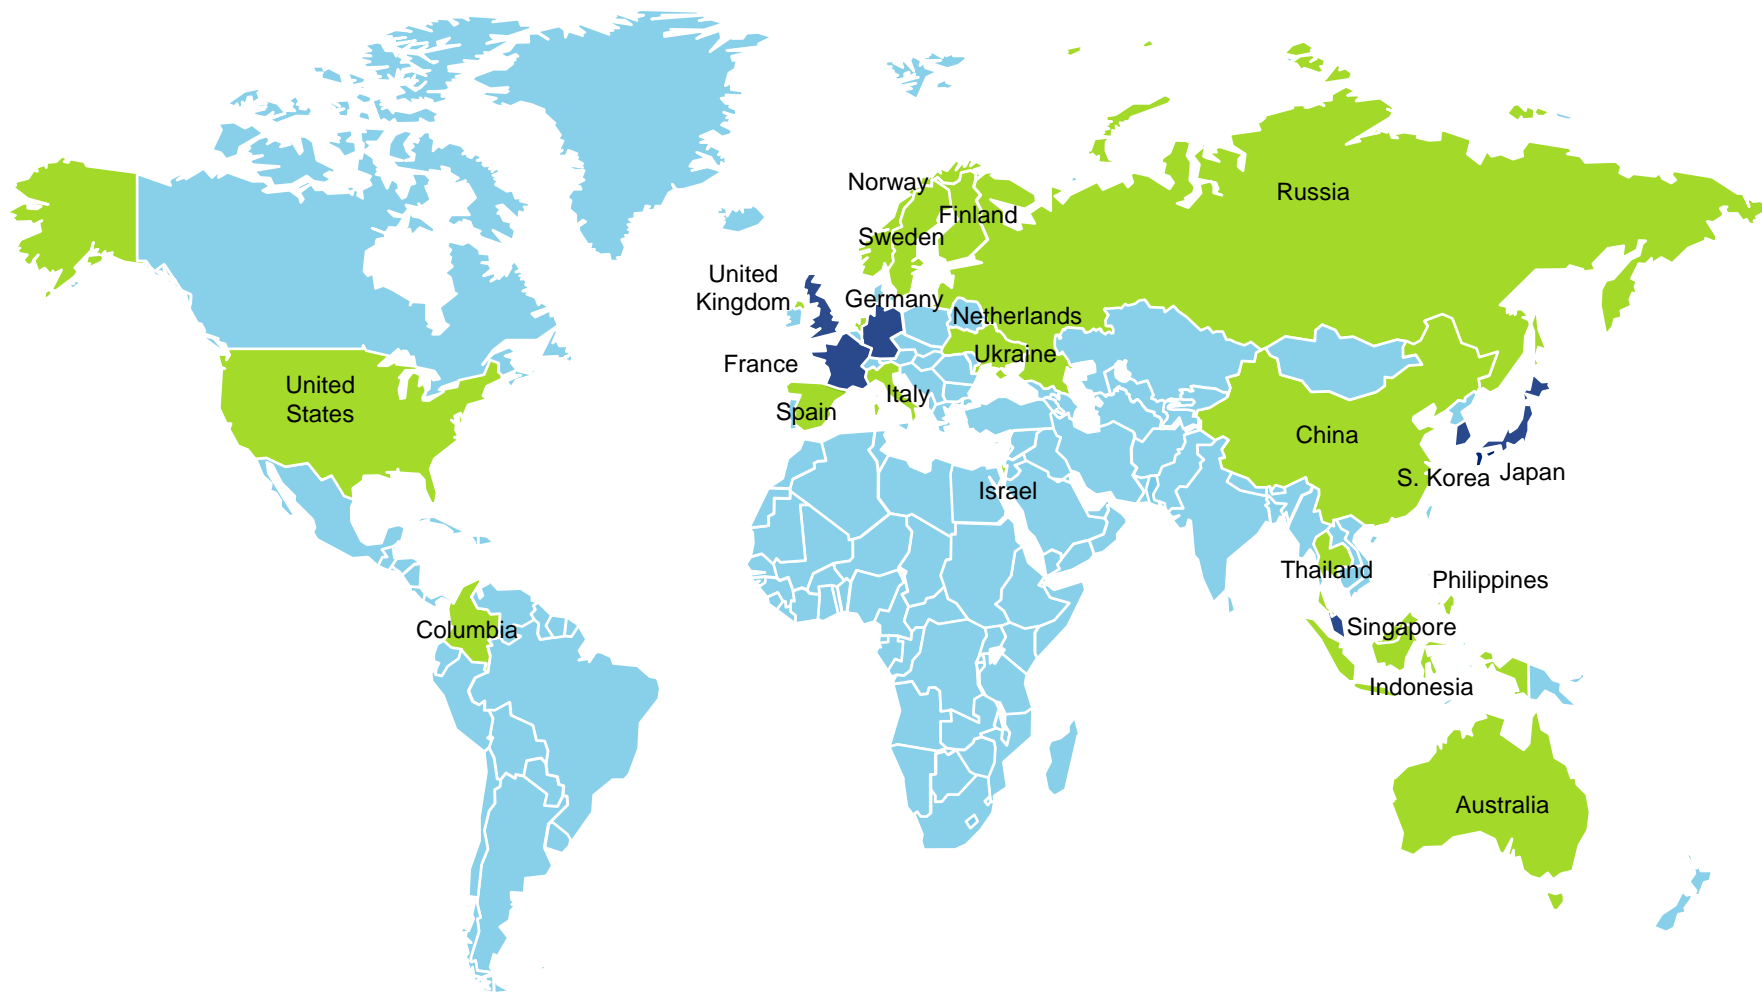 Norway
Russia
Finland
Sweden
United
Kingdom
Germany
Netherlands
Ukraine
France
United
States
Italy
Spain
China
S. Korea
Japan
Israel
Thailand
Philippines
Columbia
Singapore
Indonesia
Australia